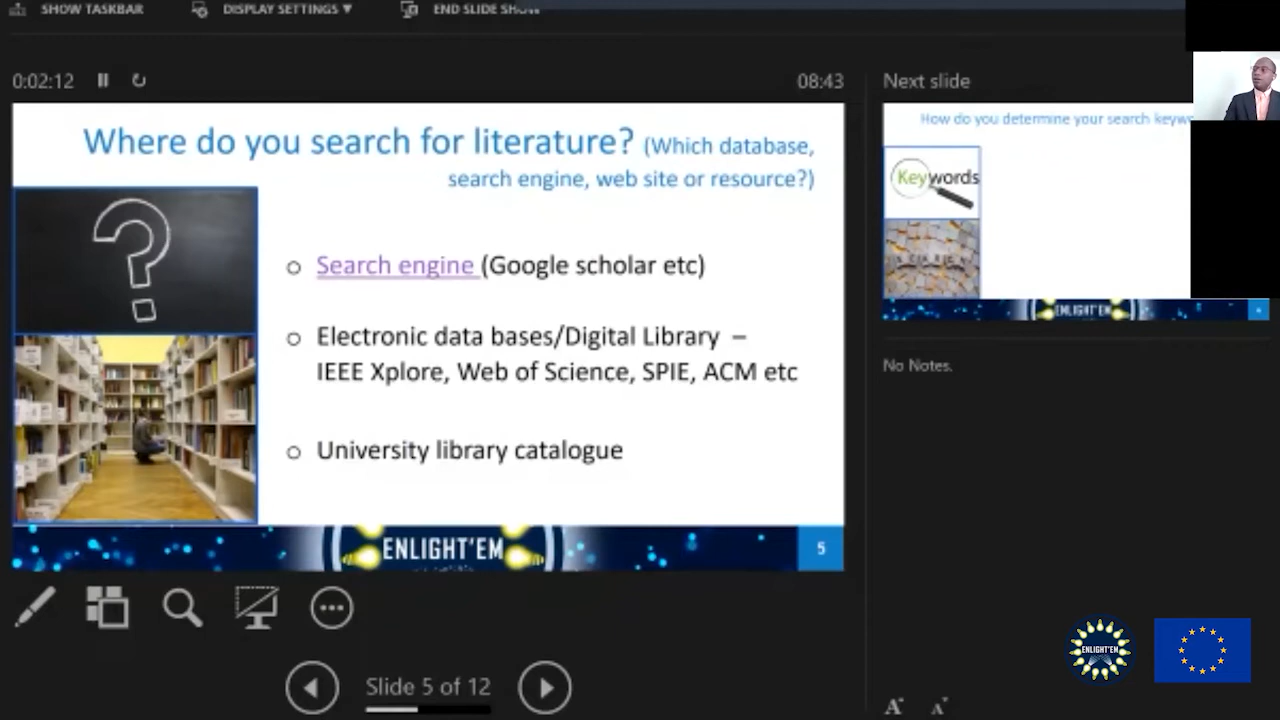 SHOW TASKBAR
DISPLAY SETTINGS ▼
END SLIDE SHOW
0:02:12
08:43
Next slide
Where do you search for literature? (Which database,
search engine, web site or resource?)
o Search engine (Google scholar etc)
o Electronic data bases/Digital Library –
IEEE Xplore, Web of Science, SPIE, ACM etc
o University library catalogue
ENLIGHT'EM
5
How do you determine your search keyw
Keywords
ENLIGHT'EM
No Notes.
Slide 5 of 12
A
A
ENLIGHT'EM